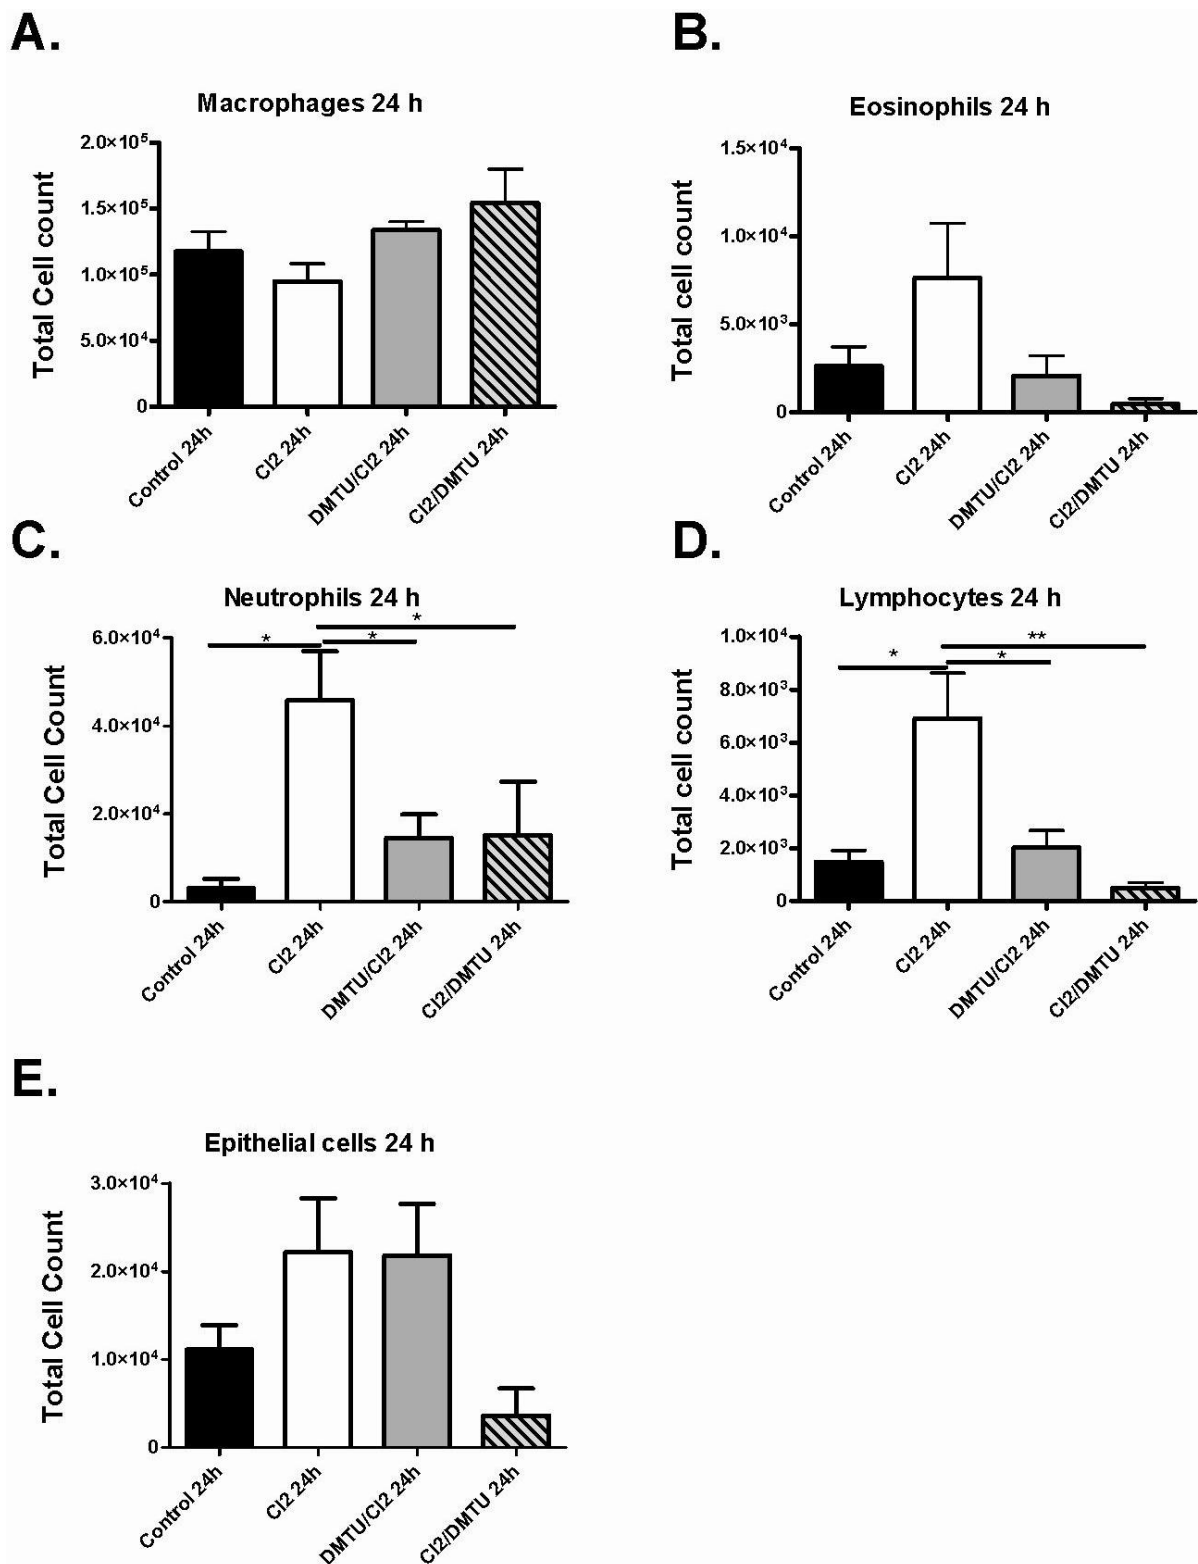 A.
Macrophages 24 h
Total Cell count
2.0×10⁵
1.5×10⁵
1.0×10⁵
5.0×10⁴
0
Control 24h
Cl2 24h
DMTU/Cl2 24h
Cl2/DMTU 24h
B.
Eosinophils 24 h
Total cell count
1.5×10⁴
1.0×10⁴
5.0×10³
0
Control 24h
Cl2 24h
DMTU/Cl2 24h
Cl2/DMTU 24h
C.
Neutrophils 24 h
Total Cell Count
6.0×10⁴
4.0×10⁴
2.0×10⁴
0
*
*
*
Control 24h
Cl2 24h
DMTU/Cl2 24h
Cl2/DMTU 24h
D.
Lymphocytes 24 h
Total cell count
1.0×10⁴
8.0×10³
6.0×10³
4.0×10³
2.0×10³
0
**
*
*
Control 24h
Cl2 24h
DMTU/Cl2 24h
Cl2/DMTU 24h
E.
Epithelial cells 24 h
Total Cell Count
3.0×10⁴
2.0×10⁴
1.0×10⁴
0
Control 24h
Cl2 24h
DMTU/Cl2 24h
Cl2/DMTU 24h